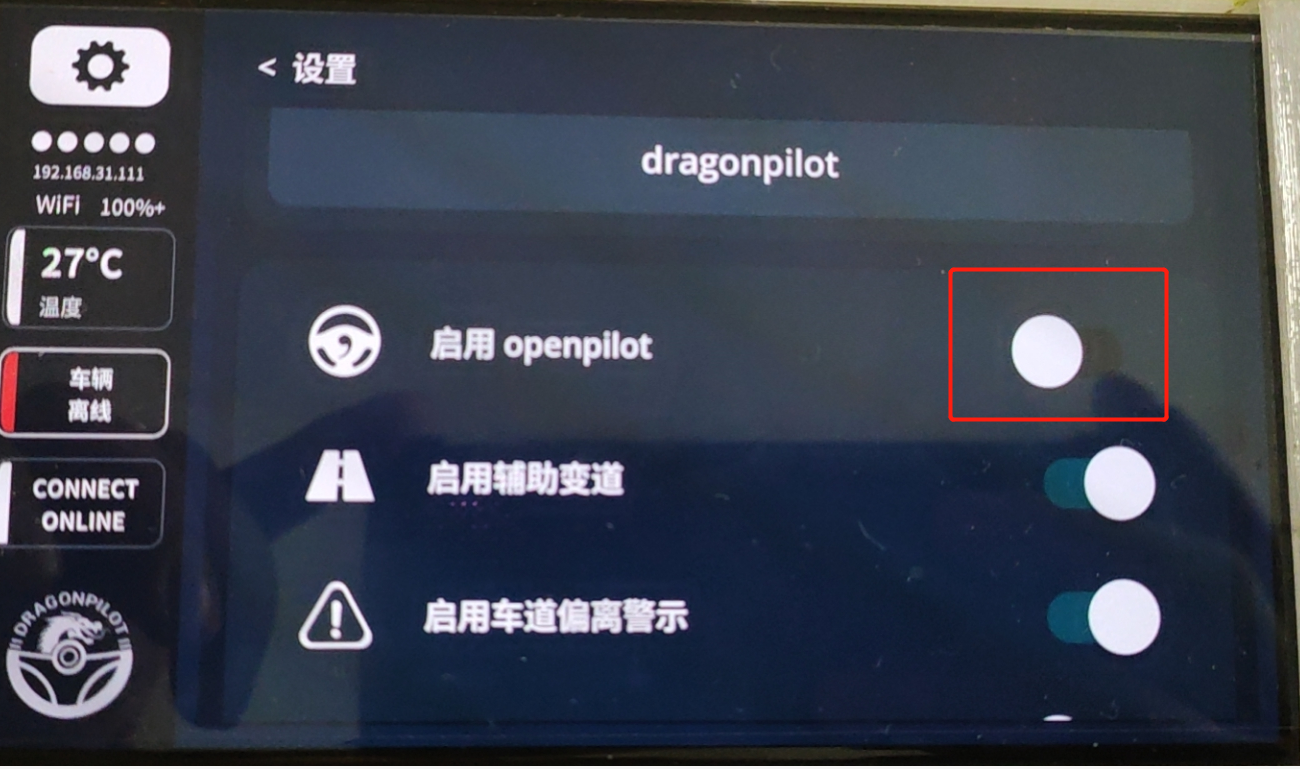 < 设置
192.168.31.111
WiFi 100%+
27°C
温度
车辆
离线
CONNECT
ONLINE
DRAGONPILOT
dragonpilot
启用 openpilot
启用辅助变道
启用车道偏离警示